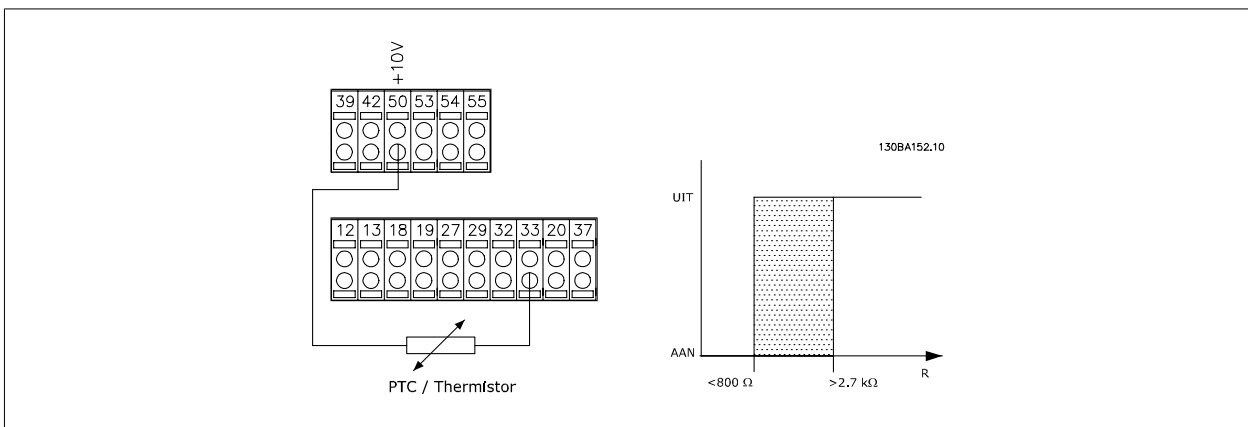 +10V
39 42 50 53 54 55
130BA152.10
UIT
12 13 18 19 27 29 32 33 20 37
AAN
R
<800 Ω >2.7 kΩ
PTC / Thermistor